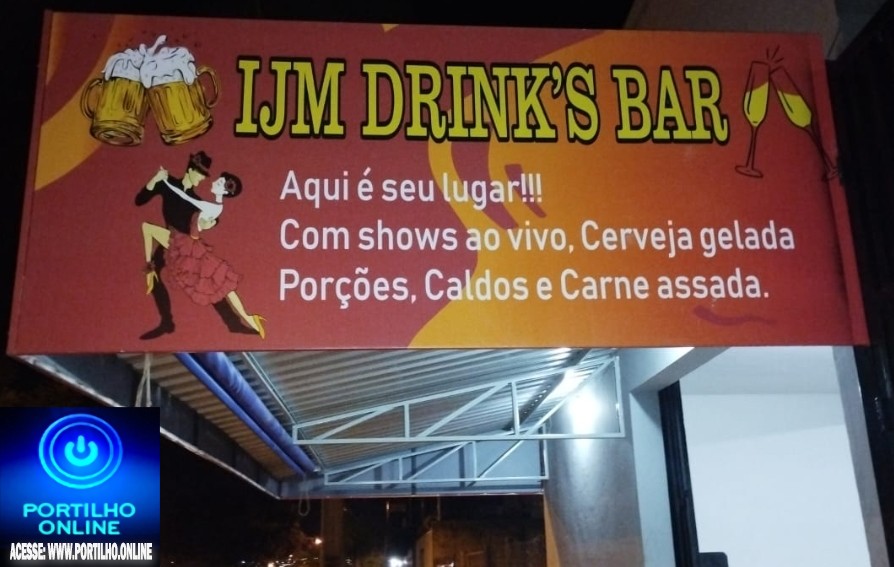 IJM DRINK'S BAR
Aqui é seu lugar!!!
Com shows ao vivo, Cerveja gelada
Porções, Caldos e Carne assada.
PORTILHO
ONLINE
ACESSE: WWW.PORTILHO.ONLINE